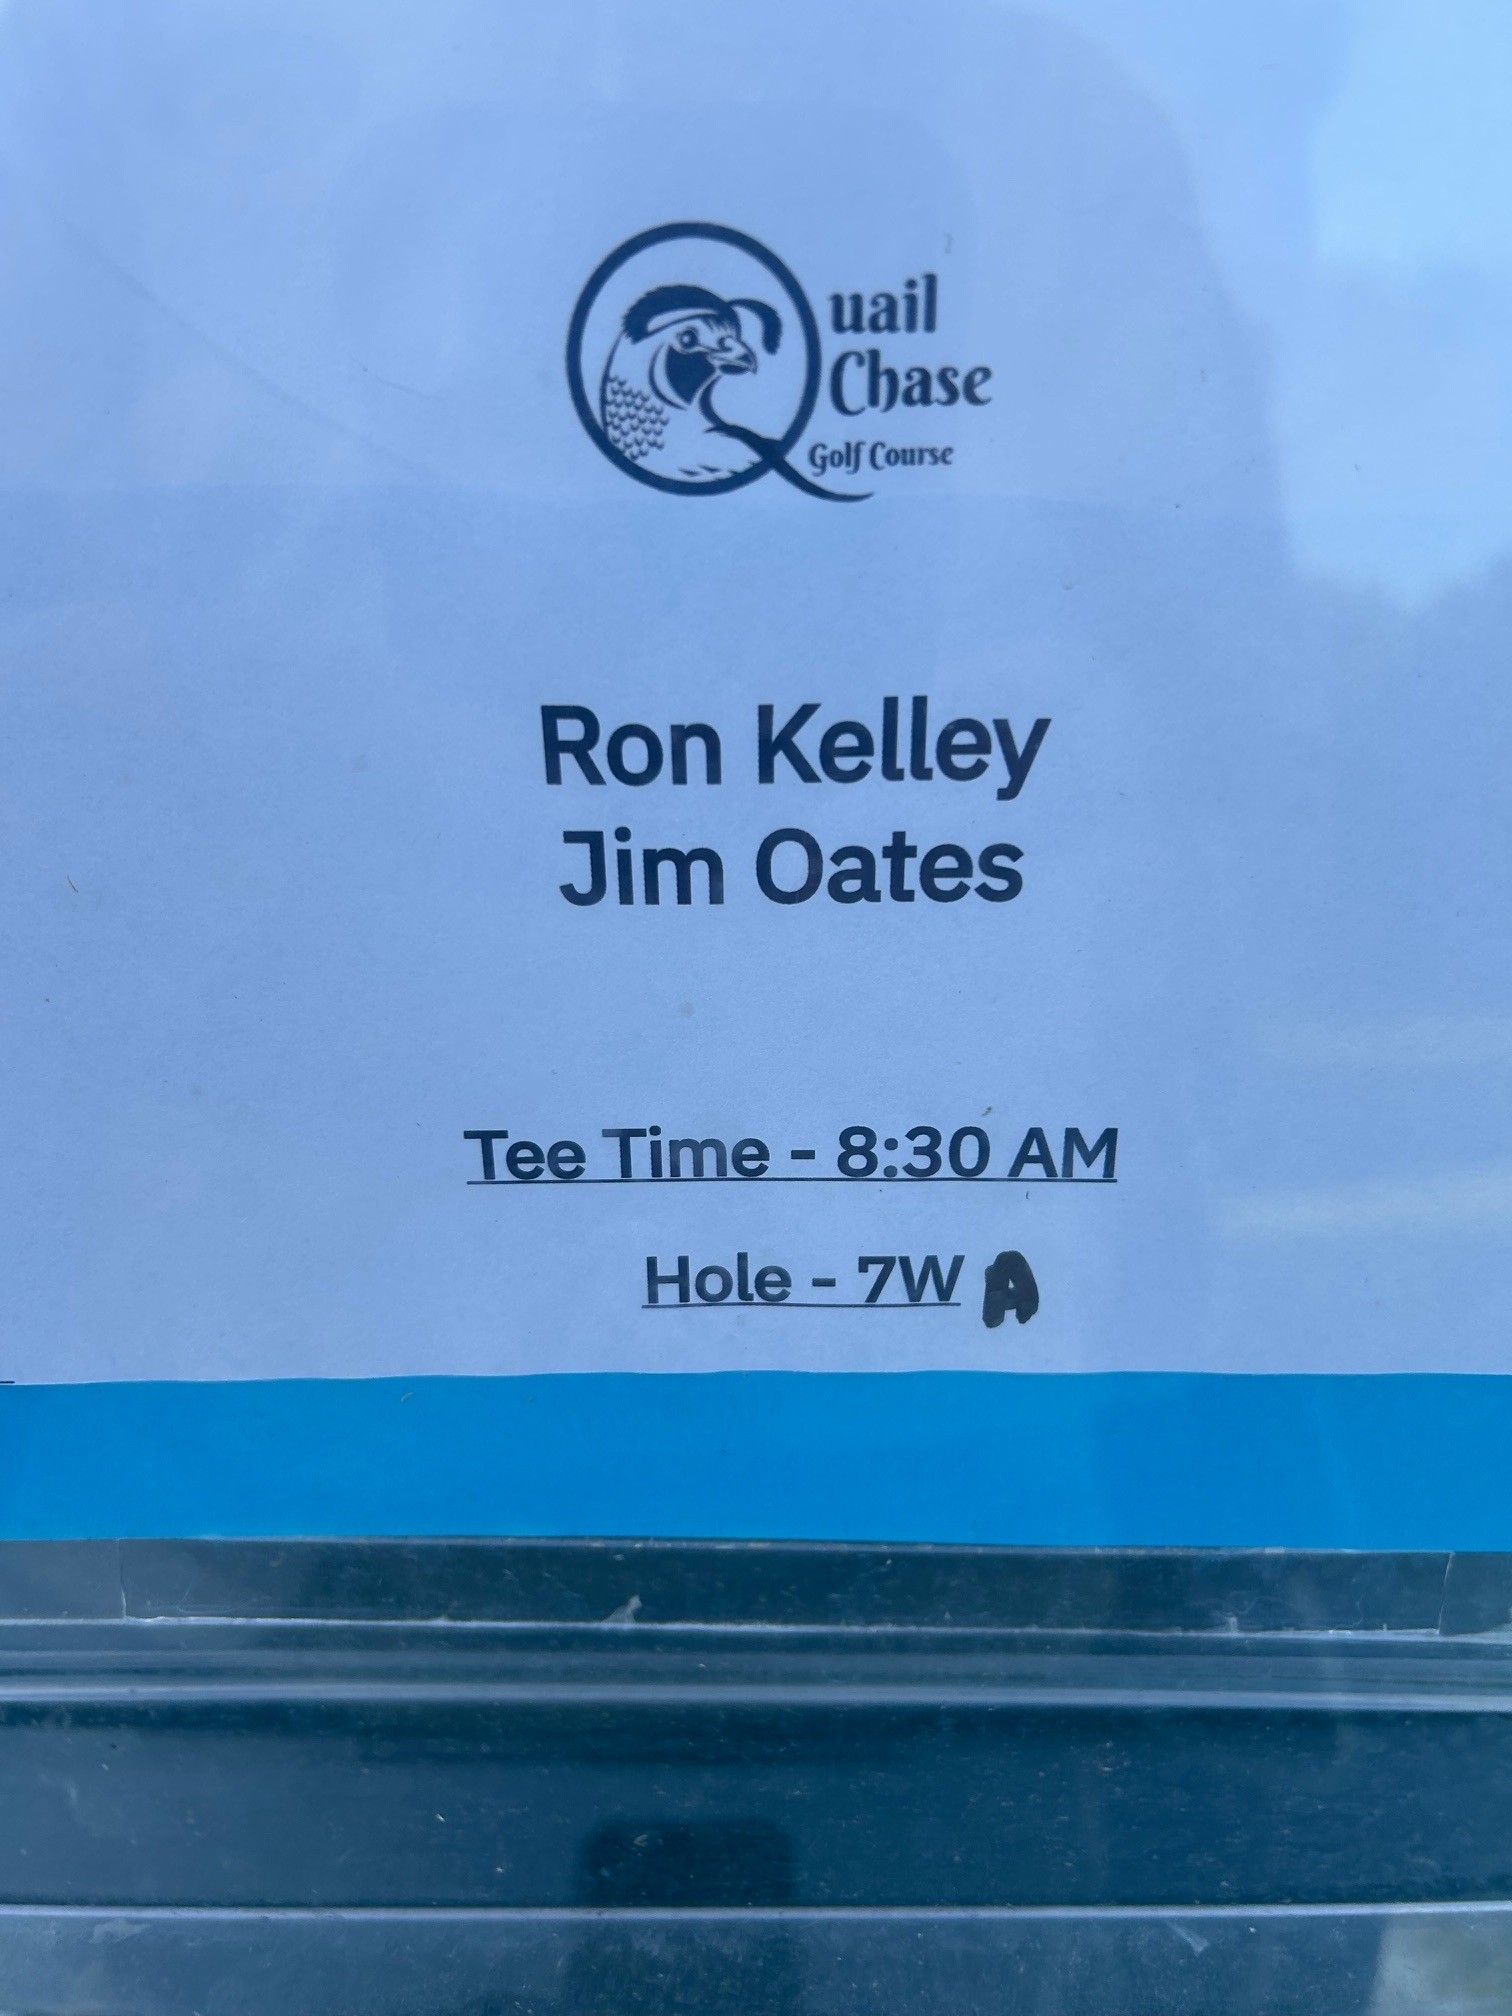 Quail
Chase
Golf Course
Ron Kelley
Jim Oates
Tee Time - 8:30 AM
Hole - 7W A